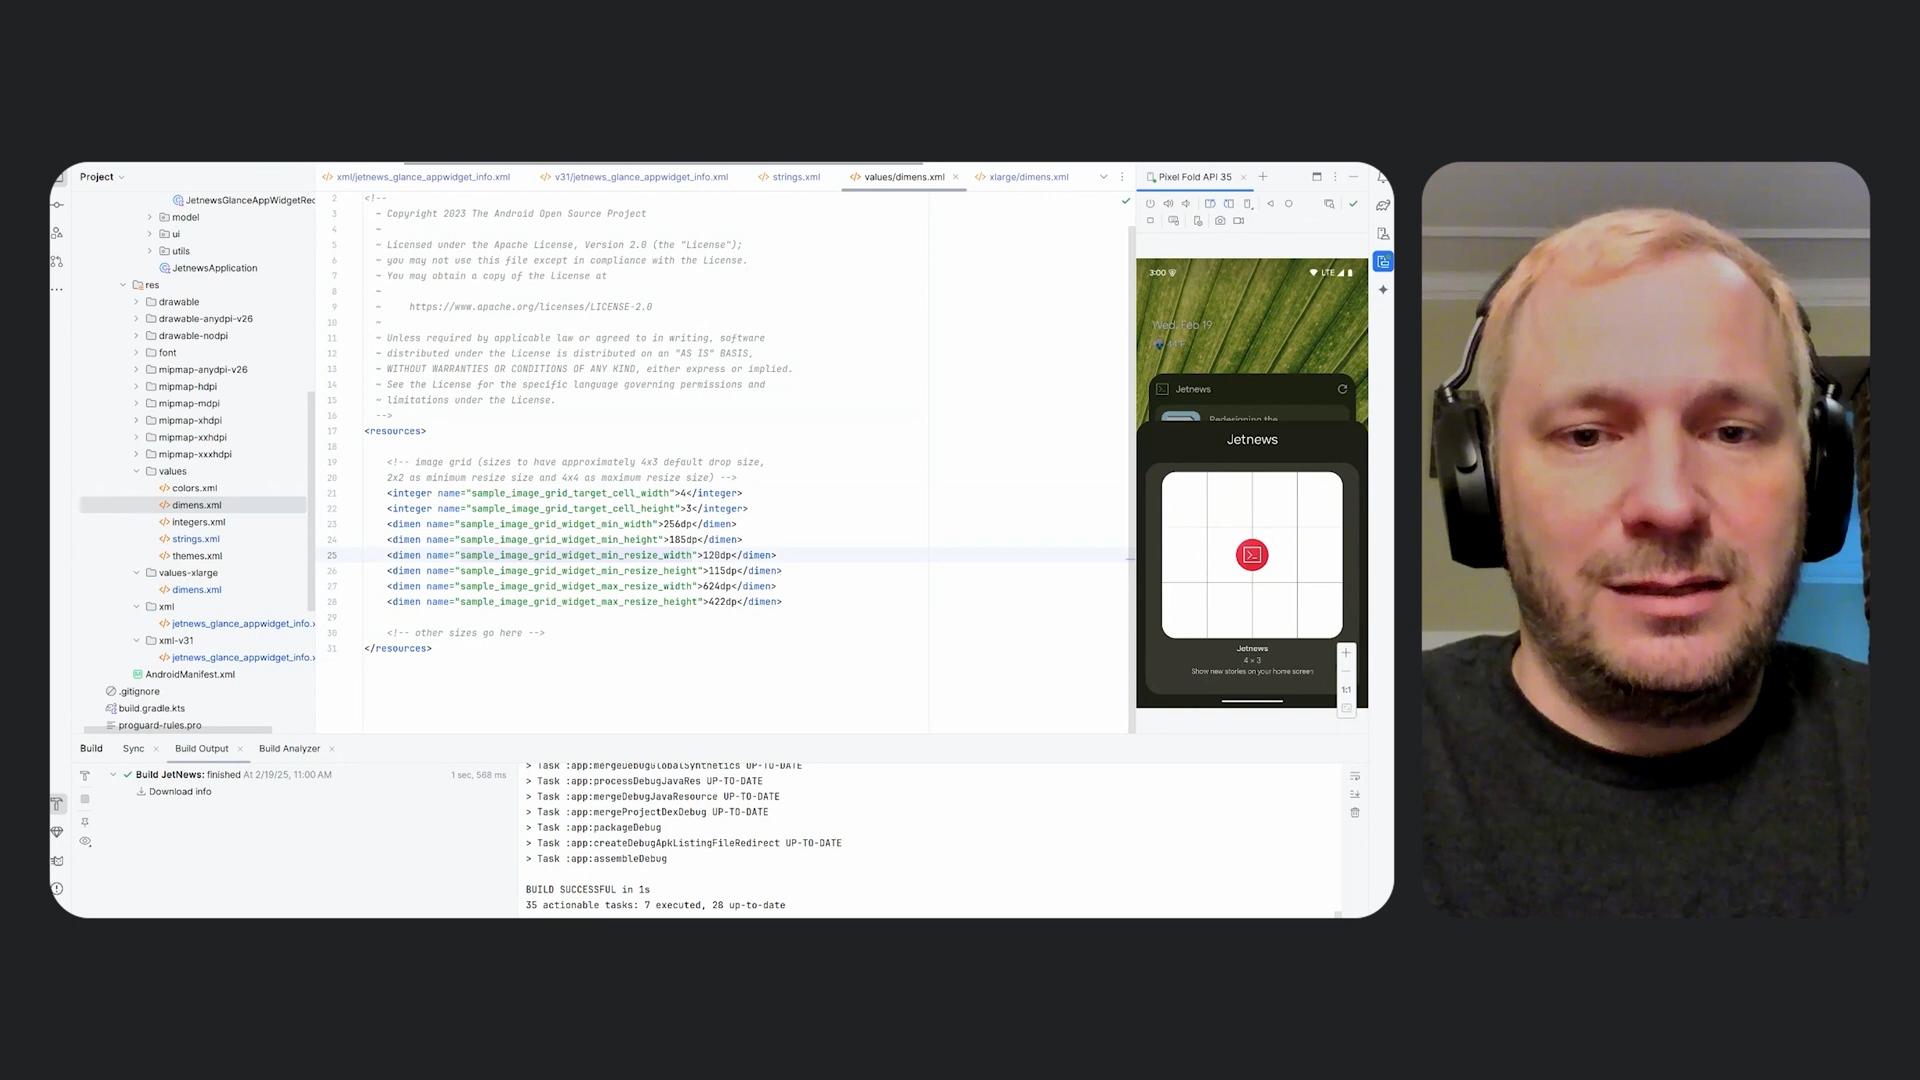 Project
xml/jetnews_glance_appwidget_info.xml
v31/jetnews_glance_appwidget_info.xml
strings.xml
values/dimens.xml
xlarge/dimens.xml
Pixel Fold API 35
JetnewsGlanceAppWidgetRec
model
ui
utils
JetnewsApplication
res
drawable
drawable-anydpi-v26
drawable-nodpi
font
mipmap-anydpi-v26
mipmap-hdpi
mipmap-mdpi
mipmap-xhdpi
mipmap-xxhdpi
mipmap-xxxhdpi
values
colors.xml
dimens.xml
integers.xml
strings.xml
themes.xml
values-xlarge
dimens.xml
xml
jetnews_glance_appwidget_info.x
xml-v31
jetnews_glance_appwidget_info.x
AndroidManifest.xml
.gitignore
build.gradle.kts
proguard-rules.pro
2 <!--
3 ~ Copyright 2023 The Android Open Source Project
4 ~
5 ~ Licensed under the Apache License, Version 2.0 (the "License");
6 ~ you may not use this file except in compliance with the License.
7 ~ You may obtain a copy of the License at
8 ~
9 ~ https://www.apache.org/licenses/LICENSE-2.0
10 ~
11 ~ Unless required by applicable law or agreed to in writing, software
12 ~ distributed under the License is distributed on an "AS IS" BASIS,
13 ~ WITHOUT WARRANTIES OR CONDITIONS OF ANY KIND, either express or implied.
14 ~ See the License for the specific language governing permissions and
15 ~ limitations under the License.
16 -->
17 <resources>
18
19 <!-- image grid (sizes to have approximately 4x3 default drop size,
20 2x2 as minimum resize size and 4x4 as maximum resize size) -->
21 <integer name="sample_image_grid_target_cell_width">4</integer>
22 <integer name="sample_image_grid_target_cell_height">3</integer>
23 <dimen name="sample_image_grid_widget_min_width">256dp</dimen>
24 <dimen name="sample_image_grid_widget_min_height">185dp</dimen>
25 <dimen name="sample_image_grid_widget_min_resize_width">120dp</dimen>
26 <dimen name="sample_image_grid_widget_min_resize_height">115dp</dimen>
27 <dimen name="sample_image_grid_widget_max_resize_width">624dp</dimen>
28 <dimen name="sample_image_grid_widget_max_resize_height">422dp</dimen>
29
30 <!-- other sizes go here -->
31 </resources>
3:00
LTE
Wed, Feb 19
Jetnews
Redesigning the
Jetnews
Jetnews
4 × 3
Show new stories on your home screen
1:1
Build
Sync
Build Output
Build Analyzer
Build JetNews: finished At 2/19/25, 11:00 AM
1 sec, 568 ms
Download info
> Task :app:mergeDebugGlobalSynthetics UP-TO-DATE
> Task :app:processDebugJavaRes UP-TO-DATE
> Task :app:mergeDebugJavaResource UP-TO-DATE
> Task :app:mergeProjectDexDebug UP-TO-DATE
> Task :app:packageDebug
> Task :app:createDebugApkListingFileRedirect UP-TO-DATE
> Task :app:assembleDebug
BUILD SUCCESSFUL in 1s
35 actionable tasks: 7 executed, 28 up-to-date